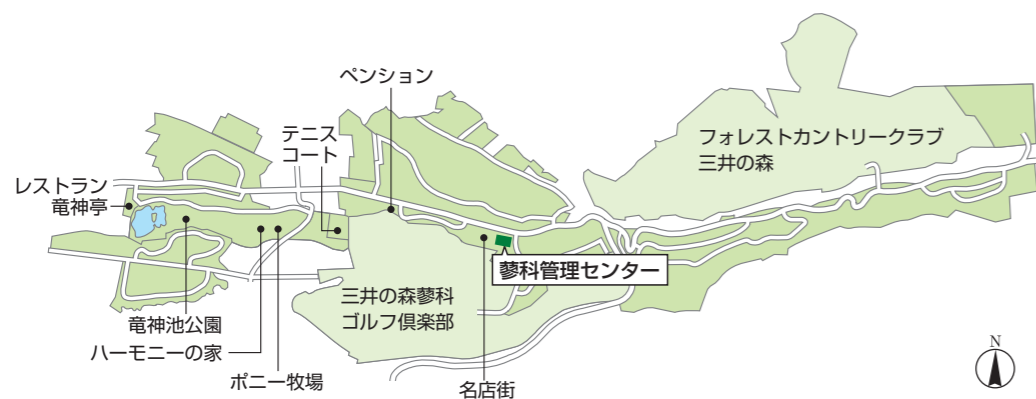 ペンション
テニス
コート
フォレストカントリークラブ
三井の森
レストラン
竜神亭
蓼科管理センター
三井の森蓼科
ゴルフ倶楽部
竜神池公園
ハーモニーの家
ポニー牧場
名店街
N